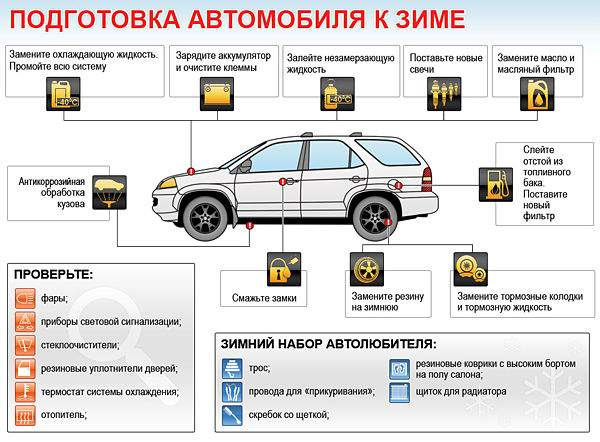 ПОДГОТОВКА АВТОМОБИЛЯ К ЗИМЕ
Замените охлаждающую жидкость.
Промойте всю систему
-40°C
Зарядите аккумулятор
и очистите клеммы
Залейте незамерзающую
жидкость
-40°C
Поставьте новые
свечи
Замените масло и
масляный фильтр
Антикоррозийная
обработка
кузова
Слейте
отстой из
топливного
бака.
Поставьте
новый
фильтр
Смажьте замки
Замените резину
на зимнюю
Замените тормозные колодки
и тормозную жидкость
ПРОВЕРЬТЕ:
фары;
приборы световой сигнализации;
стеклоочистители;
резиновые уплотнители дверей;
термостат системы охлаждения;
отопитель;
ЗИМНИЙ НАБОР АВТОЛЮБИТЕЛЯ:
трос;
провода для «прикуривания»;
скребок со щеткой;
резиновые коврики с высоким бортом
на полу салона;
щиток для радиатора